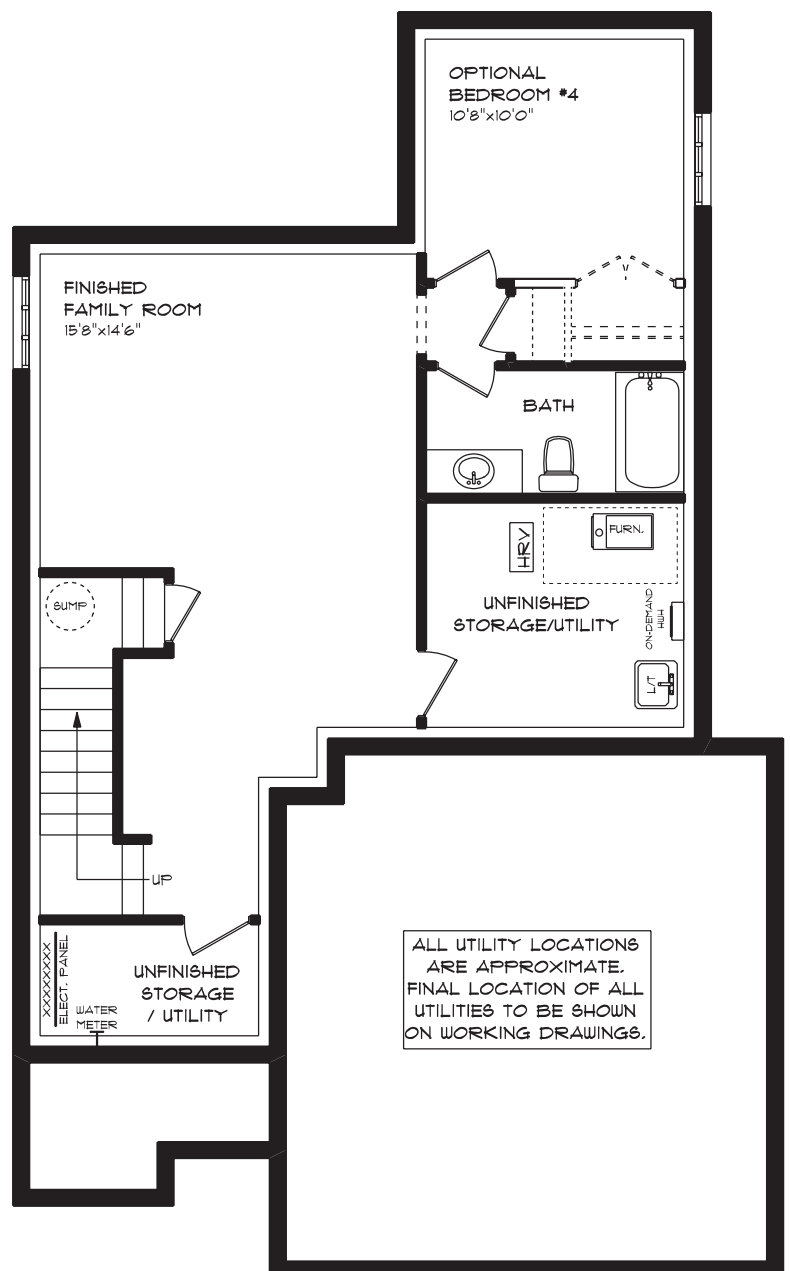 OPTIONAL
BEDROOM #4
10'8"x10'0"
FINISHED
FAMILY ROOM
15'8"x14'6"
BATH
HRV
FURN.
UNFINISHED
STORAGE/UTILITY
ON-DEMAND
HWH
L/T
SUMP
UP
UNFINISHED
STORAGE
/ UTILITY
XXXXXXXXX
ELECT. PANEL
WATER
METER
ALL UTILITY LOCATIONS
ARE APPROXIMATE.
FINAL LOCATION OF ALL
UTILITIES TO BE SHOWN
ON WORKING DRAWINGS.